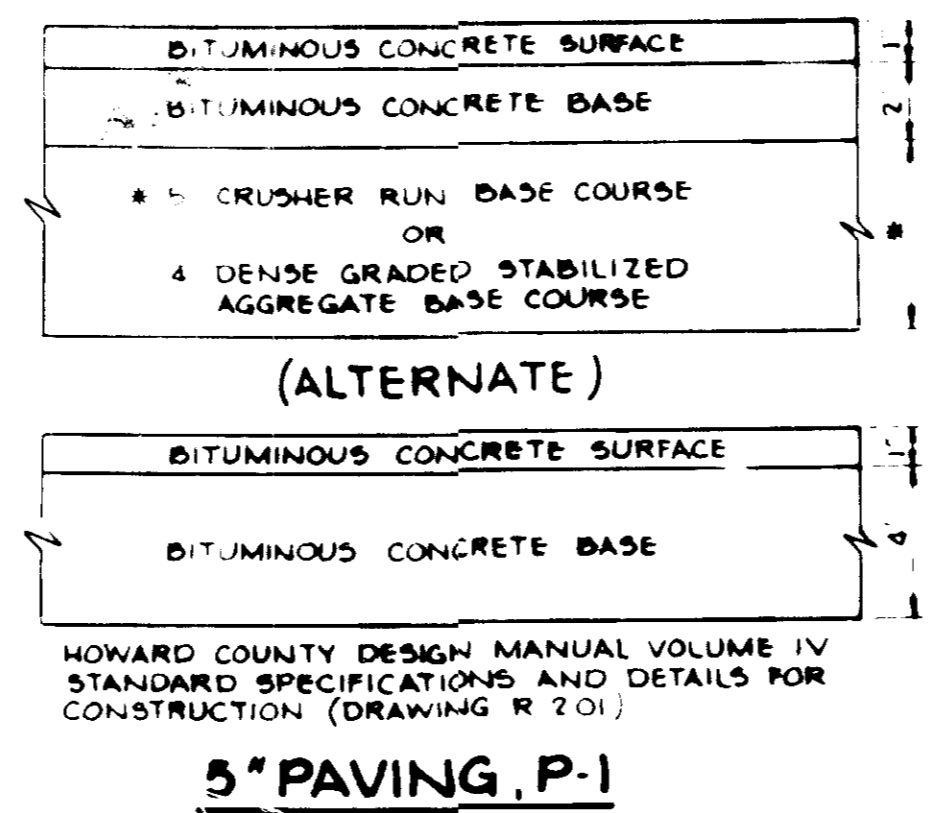 BITUMINOUS CONCRETE SURFACE 1
BITUMINOUS CONCRETE BASE 2
* 5 CRUSHER RUN BASE COURSE
OR
*
4 DENSE GRADED STABILIZED
AGGREGATE BASE COURSE
(ALTERNATE)
BITUMINOUS CONCRETE SURFACE 1
BITUMINOUS CONCRETE BASE 4
HOWARD COUNTY DESIGN MANUAL VOLUME IV
STANDARD SPECIFICATIONS AND DETAILS FOR
CONSTRUCTION (DRAWING R 201)
5" PAVING, P-1